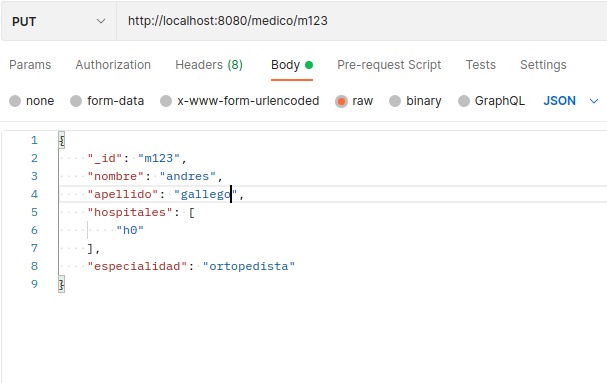 PUT http://localhost:8080/medico/m123
Params Authorization Headers (8) Body Pre-request Script Tests Settings
none form-data x-www-form-urlencoded raw binary GraphQL JSON
1 {
2 "_id": "m123",
3 "nombre": "andres",
4 "apellido": "gallego",
5 "hospitales": [
6 "h0"
7 ],
8 "especialidad": "ortopedista"
9 }